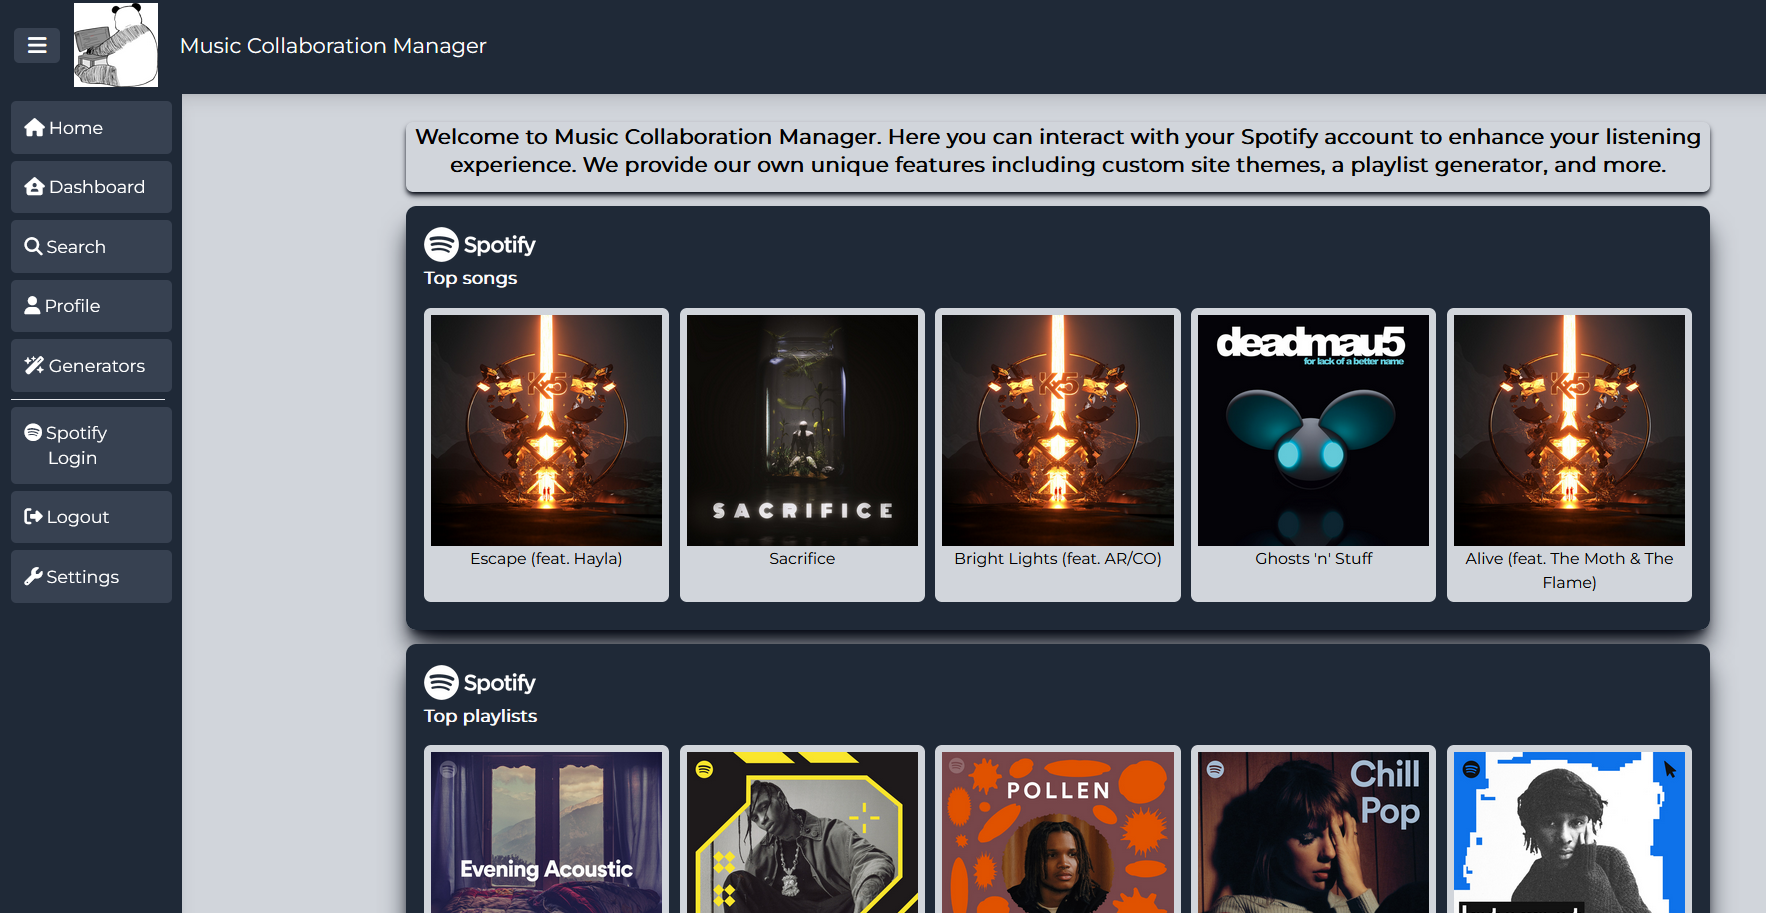 Music Collaboration Manager
Home
Dashboard
Search
Profile
Generators
Spotify
Login
Logout
Settings
Welcome to Music Collaboration Manager. Here you can interact with your Spotify account to enhance your listening
experience. We provide our own unique features including custom site themes, a playlist generator, and more.
Spotify
Top songs
K5
SACRIFICE
K5
deadmau5
for lack of a better name
K5
Escape (feat. Hayla)
Sacrifice
Bright Lights (feat. AR/CO)
Ghosts 'n' Stuff
Alive (feat. The Moth & The
Flame)
Spotify
Top playlists
Evening Acoustic
POLLEN
Chill
Pop